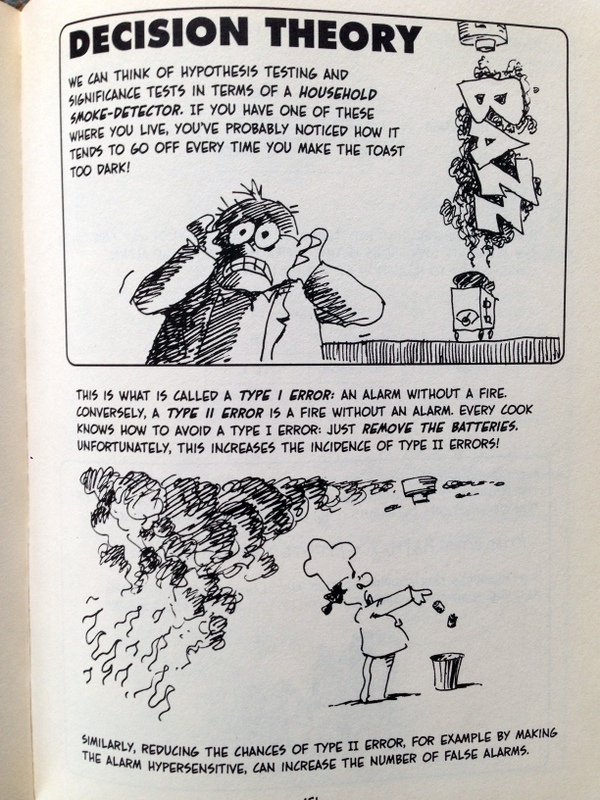 DECISION THEORY
WE CAN THINK OF HYPOTHESIS TESTING AND
SIGNIFICANCE TESTS IN TERMS OF A HOUSEHOLD
SMOKE-DETECTOR. IF YOU HAVE ONE OF THESE
WHERE YOU LIVE, YOU'VE PROBABLY NOTICED HOW IT
TENDS TO GO OFF EVERY TIME YOU MAKE THE TOAST
TOO DARK!
BAWW
THIS IS WHAT IS CALLED A TYPE I ERROR: AN ALARM WITHOUT A FIRE.
CONVERSELY, A TYPE II ERROR IS A FIRE WITHOUT AN ALARM. EVERY COOK
KNOWS HOW TO AVOID A TYPE I ERROR: JUST REMOVE THE BATTERIES.
UNFORTUNATELY, THIS INCREASES THE INCIDENCE OF TYPE II ERRORS!
SIMILARLY, REDUCING THE CHANCES OF TYPE II ERROR, FOR EXAMPLE BY MAKING
THE ALARM HYPERSENSITIVE, CAN INCREASE THE NUMBER OF FALSE ALARMS.